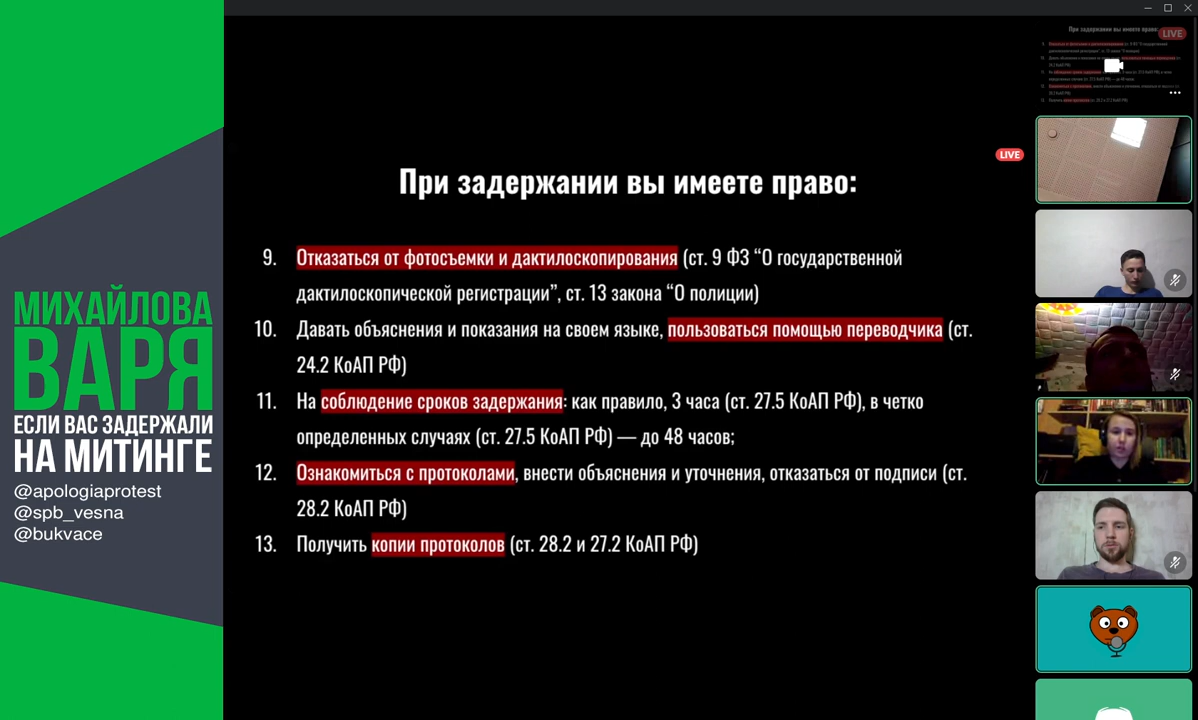 МИХАЙЛОВА
ВАРЯ
ЕСЛИ ВАС ЗАДЕРЖАЛИ
НА МИТИНГЕ
@apologiaprotest
@spb_vesna
@bukvace
При задержании вы имеете право:
9. Отказаться от фотосъемки и дактилоскопирования (ст. 9 ФЗ “О государственной
дактилоскопической регистрации”, ст. 13 закона “О полиции)
10. Давать объяснения и показания на своем языке, пользоваться помощью переводчика (ст.
24.2 КоАП РФ)
11. На соблюдение сроков задержания: как правило, 3 часа (ст. 27.5 КоАП РФ), в четко
определенных случаях (ст. 27.5 КоАП РФ) — до 48 часов;
12. Ознакомиться с протоколами, внести объяснения и уточнения, отказаться от подписи (ст.
28.2 КоАП РФ)
13. Получить копии протоколов (ст. 28.2 и 27.2 КоАП РФ)
LIVE
При задержании вы имеете право:
LIVE